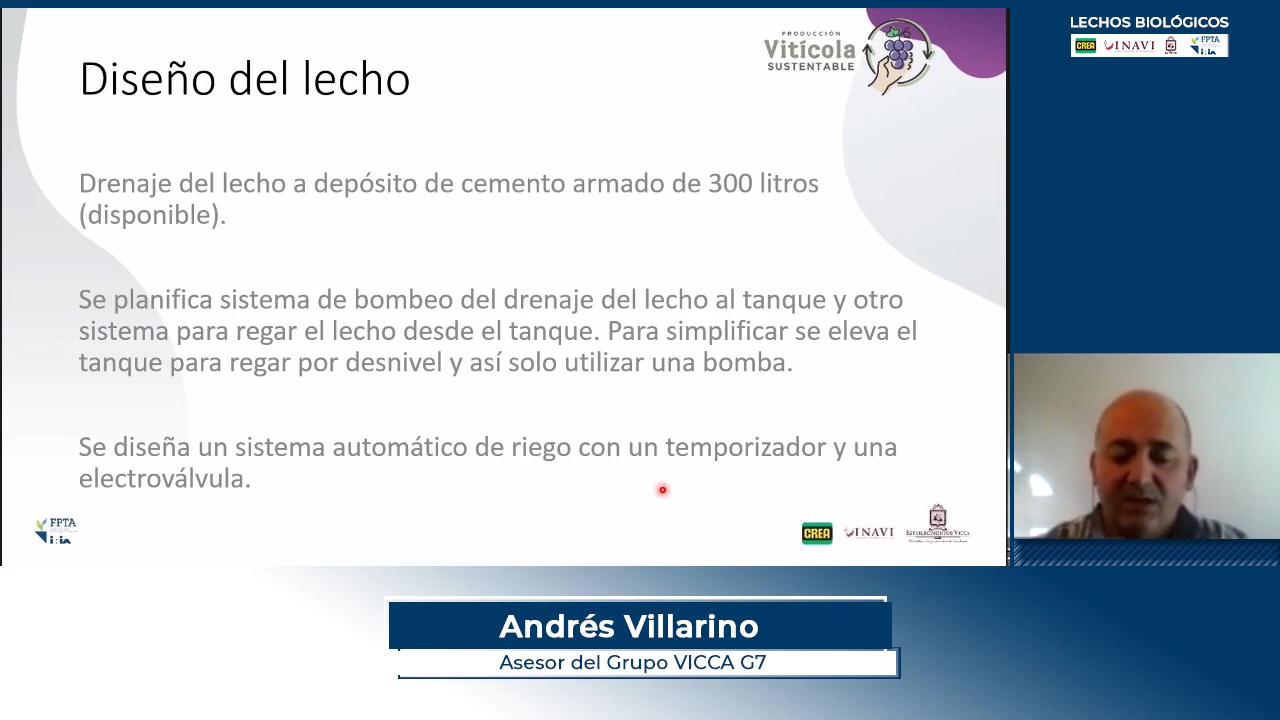 PRODUCCIÓN
Vitícola
SUSTENTABLE
LECHOS BIOLÓGICOS
CREA
INAVI
FPTA
Diseño del lecho
Drenaje del lecho a depósito de cemento armado de 300 litros
(disponible).
Se planifica sistema de bombeo del drenaje del lecho al tanque y otro
sistema para regar el lecho desde el tanque. Para simplificar se eleva el
tanque para regar por desnivel y así solo utilizar una bomba.
Se diseña un sistema automático de riego con un temporizador y una
electroválvula.
FPTA
CREA
INAVI
ESTABLECIMIENTOS VICCA
Andrés Villarino
Asesor del Grupo VICCA G7